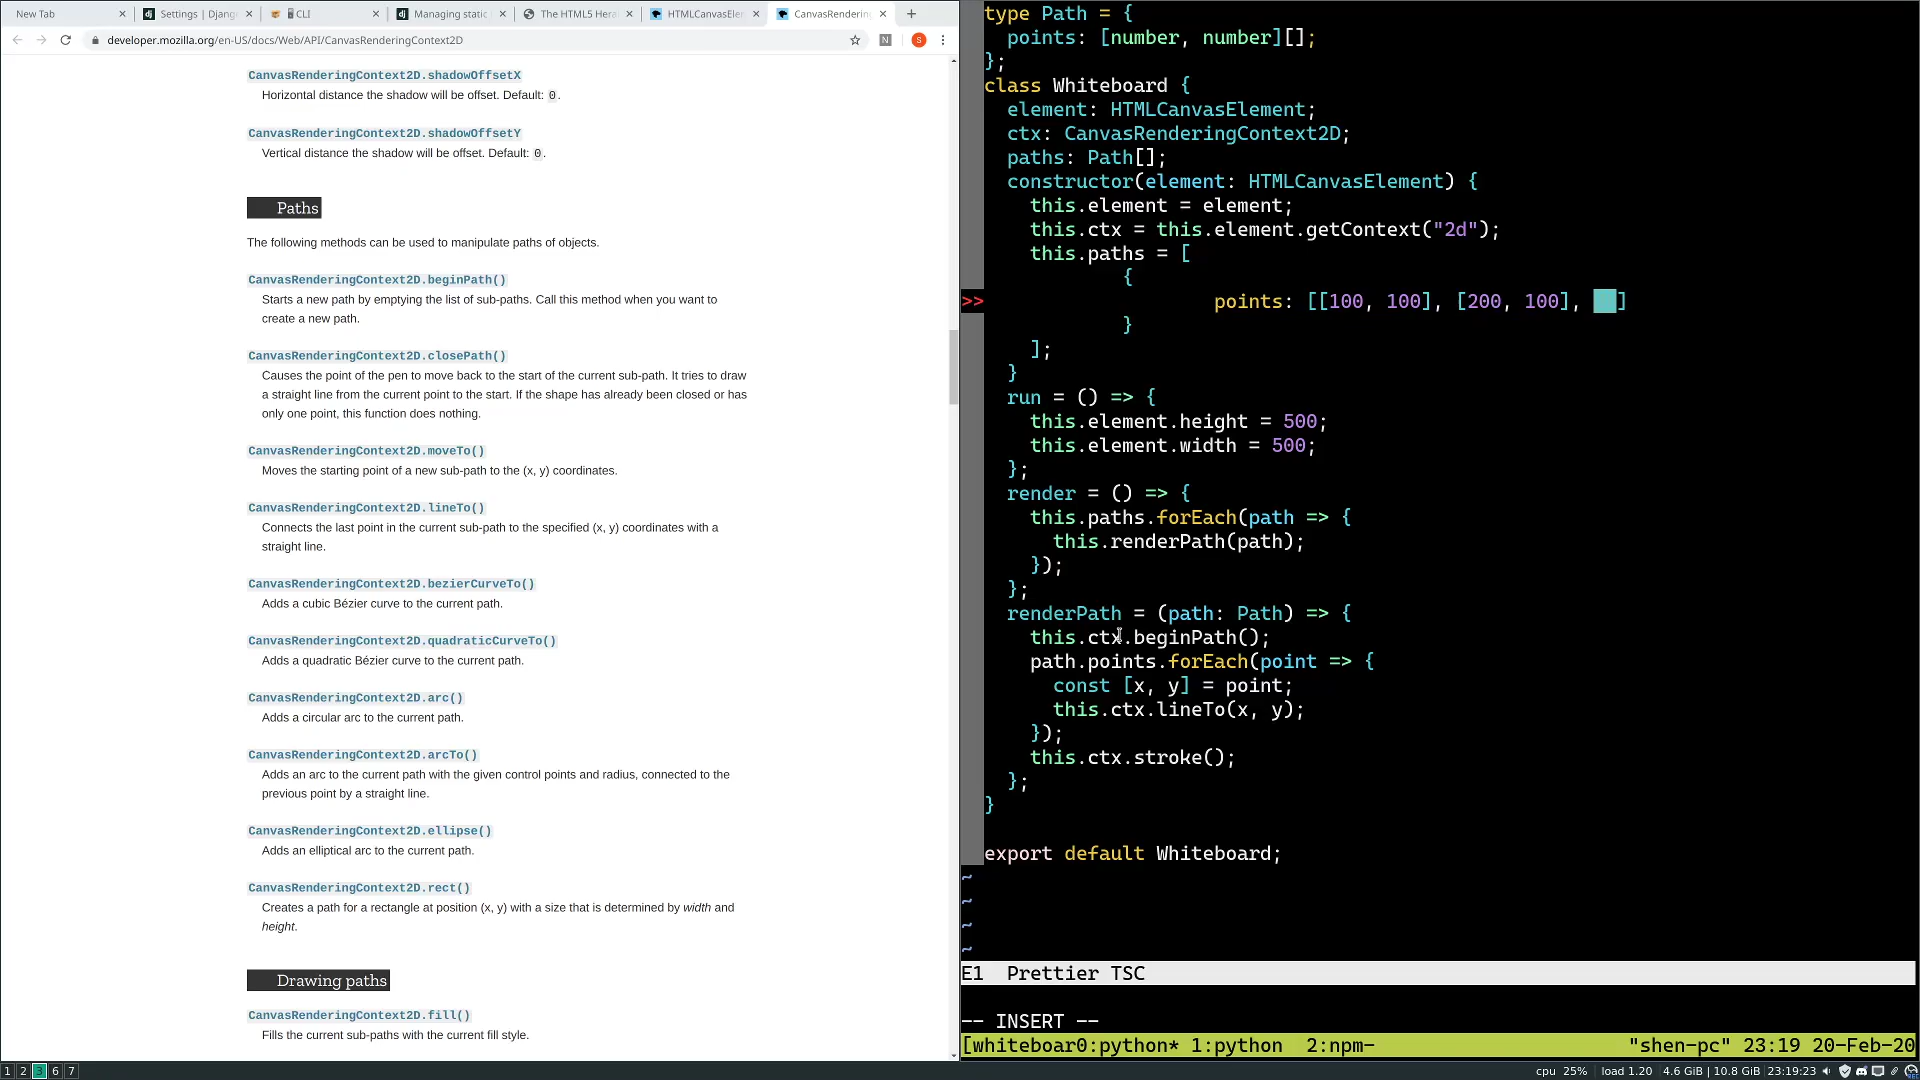 New Tab
Settings | Djang
CLI
Managing static
The HTML5 Hera
HTMLCanvasElem
CanvasRendering
developer.mozilla.org/en-US/docs/Web/API/CanvasRenderingContext2D
N
S
CanvasRenderingContext2D.shadowOffsetX
Horizontal distance the shadow will be offset. Default: 0.
CanvasRenderingContext2D.shadowOffsetY
Vertical distance the shadow will be offset. Default: 0.
Paths
The following methods can be used to manipulate paths of objects.
CanvasRenderingContext2D.beginPath()
Starts a new path by emptying the list of sub-paths. Call this method when you want to
create a new path.
CanvasRenderingContext2D.closePath()
Causes the point of the pen to move back to the start of the current sub-path. It tries to draw
a straight line from the current point to the start. If the shape has already been closed or has
only one point, this function does nothing.
CanvasRenderingContext2D.moveTo()
Moves the starting point of a new sub-path to the (x, y) coordinates.
CanvasRenderingContext2D.lineTo()
Connects the last point in the current sub-path to the specified (x, y) coordinates with a
straight line.
CanvasRenderingContext2D.bezierCurveTo()
Adds a cubic Bézier curve to the current path.
CanvasRenderingContext2D.quadraticCurveTo()
Adds a quadratic Bézier curve to the current path.
CanvasRenderingContext2D.arc()
Adds a circular arc to the current path.
CanvasRenderingContext2D.arcTo()
Adds an arc to the current path with the given control points and radius, connected to the
previous point by a straight line.
CanvasRenderingContext2D.ellipse()
Adds an elliptical arc to the current path.
CanvasRenderingContext2D.rect()
Creates a path for a rectangle at position (x, y) with a size that is determined by width and
height.
Drawing paths
CanvasRenderingContext2D.fill()
Fills the current sub-paths with the current fill style.
type Path = {
points: [number, number][];
};
class Whiteboard {
element: HTMLCanvasElement;
ctx: CanvasRenderingContext2D;
paths: Path[];
constructor(element: HTMLCanvasElement) {
this.element = element;
this.ctx = this.element.getContext("2d");
this.paths = [
{
>> points: [[100, 100], [200, 100], ]
}
];
}
run = () => {
this.element.height = 500;
this.element.width = 500;
};
render = () => {
this.paths.forEach(path => {
this.renderPath(path);
});
};
renderPath = (path: Path) => {
this.ctx.beginPath();
path.points.forEach(point => {
const [x, y] = point;
this.ctx.lineTo(x, y);
});
this.ctx.stroke();
};
}
export default Whiteboard;
~
~
~
~
E1 Prettier TSC
-- INSERT --
[whiteboar0:python* 1:python 2:npm- "shen-pc" 23:19 20-Feb-20
1 2 3 6 7
cpu 25% load 1.20 4.6 GiB | 10.8 GiB 23:19:23